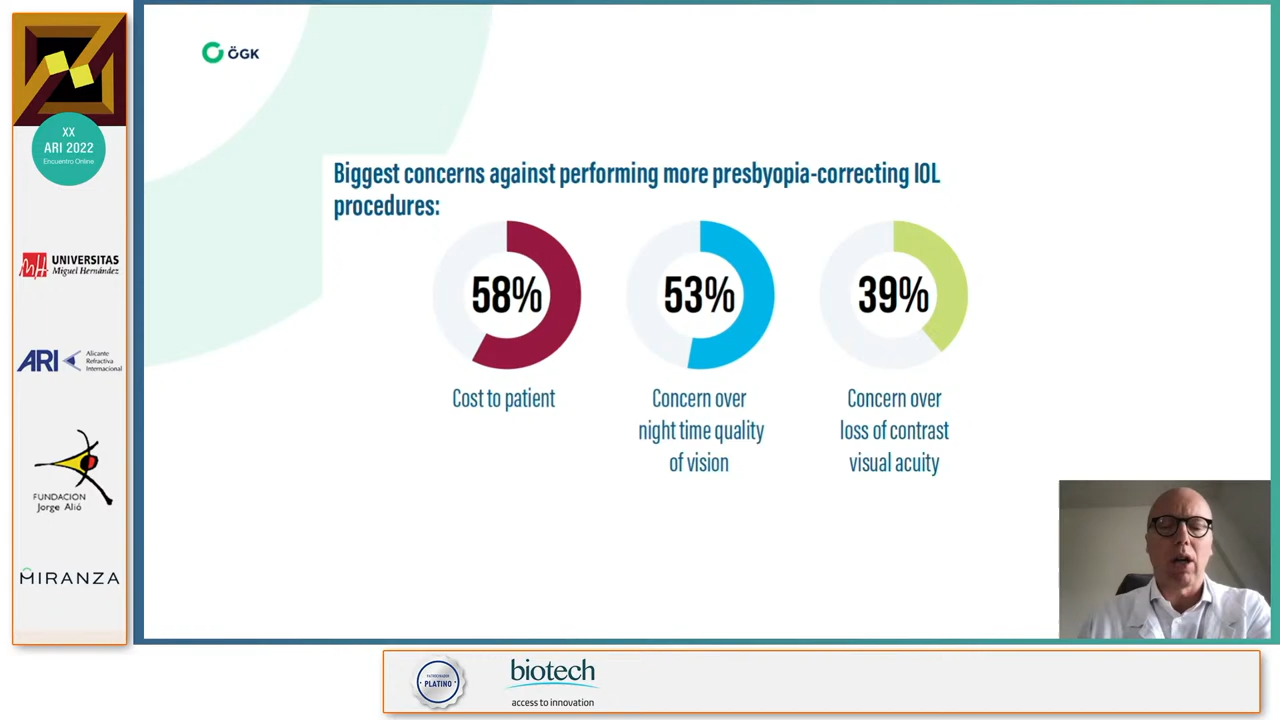 XX
ARI 2022
Encuentro Online
UNIVERSITAS
Miguel Hernández
ARI
Alicante
Refractiva
Internacional
FUNDACION
Jorge Alió
MIRANZA
ÖGK
Biggest concerns against performing more presbyopia-correcting IOL
procedures:
58%
53%
39%
Cost to patient
Concern over
night time quality
of vision
Concern over
loss of contrast
visual acuity
PATROCINADOR
PLATINO
biotech
access to innovation